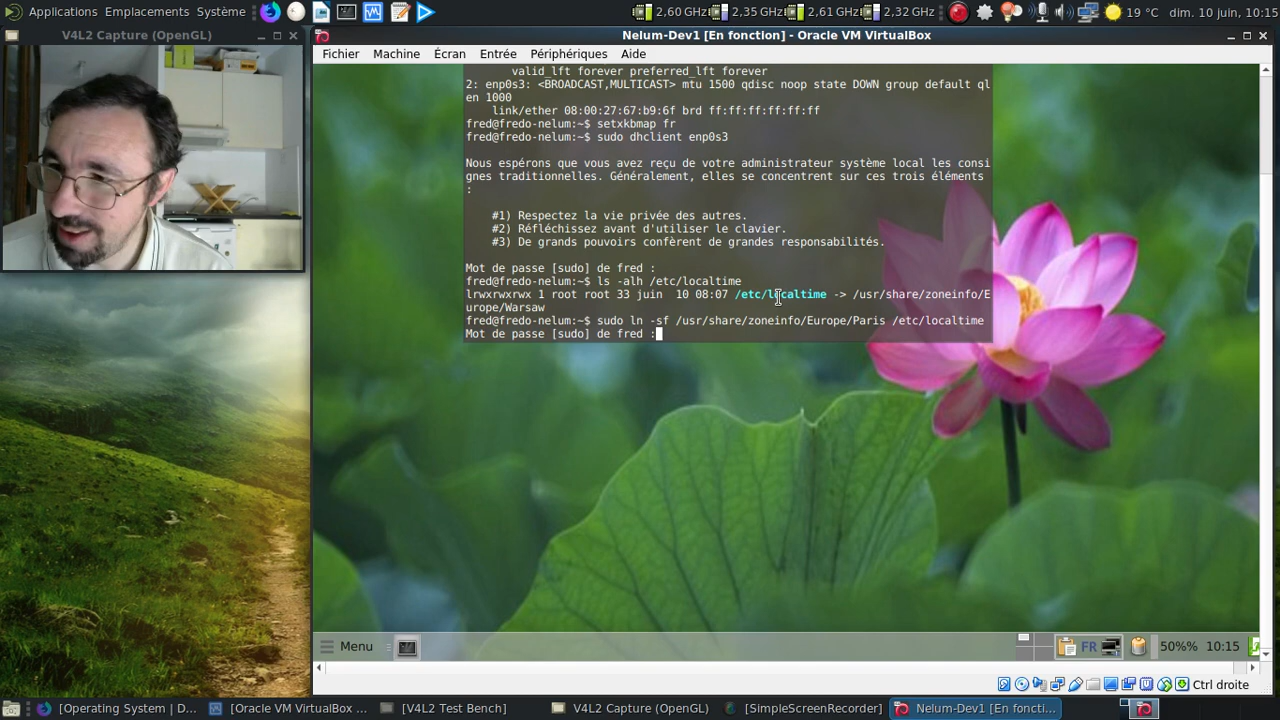 Applications Emplacements Système
2,60 GHz 2,35 GHz 2,61 GHz 2,32 GHz 19 °C dim. 10 juin, 10:15
V4L2 Capture (OpenGL)
Nelum-Dev1 [En fonction] - Oracle VM VirtualBox
Fichier Machine Écran Entrée Périphériques Aide
valid_lft forever preferred_lft forever
2: enp0s3: <BROADCAST,MULTICAST> mtu 1500 qdisc noop state DOWN group default ql
en 1000
link/ether 08:00:27:67:b9:6f brd ff:ff:ff:ff:ff:ff
fred@fredo-nelum:~$ setxkbmap fr
fred@fredo-nelum:~$ sudo dhclient enp0s3
Nous espérons que vous avez reçu de votre administrateur système local les consi
gnes traditionnelles. Généralement, elles se concentrent sur ces trois éléments
:
#1) Respectez la vie privée des autres.
#2) Réfléchissez avant d'utiliser le clavier.
#3) De grands pouvoirs confèrent de grandes responsabilités.
Mot de passe [sudo] de fred :
fred@fredo-nelum:~$ ls -alh /etc/localtime
lrwxrwxrwx 1 root root 33 juin  10 08:07 /etc/localtime -> /usr/share/zoneinfo/E
urope/Warsaw
fred@fredo-nelum:~$ sudo ln -sf /usr/share/zoneinfo/Europe/Paris /etc/localtime
Mot de passe [sudo] de fred :
Menu FR 50%% 10:15
Ctrl droite
[Operating System | D... [Oracle VM VirtualBox ... [V4L2 Test Bench] V4L2 Capture (OpenGL) [SimpleScreenRecorder] Nelum-Dev1 [En foncti...